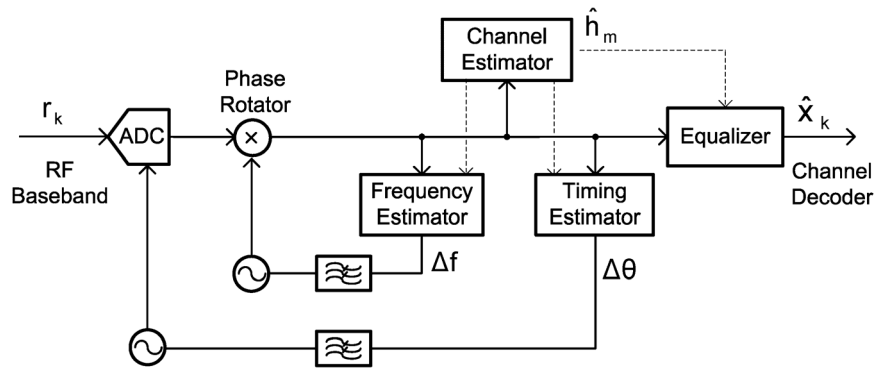 Channel
Estimator
ĥm
Phase
Rotator
rk
ADC
×
Equalizer
x̂k
RF
Baseband
Channel
Decoder
Frequency
Estimator
Timing
Estimator
Δf
Δθ